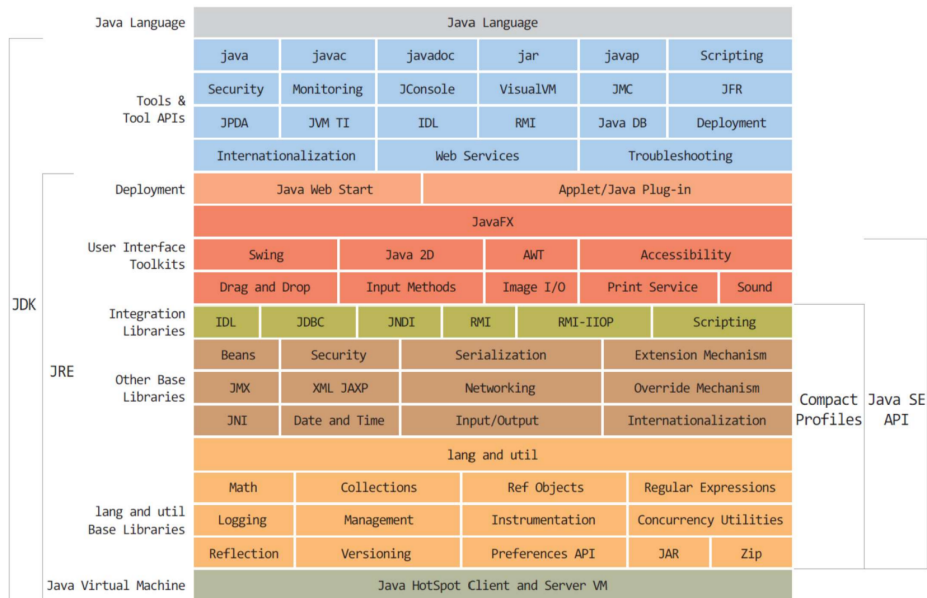 Java Language Java Language
java javac javadoc jar javap Scripting
Security Monitoring JConsole VisualVM JMC JFR
Tools &
Tool APIs
JPDA JVM TI IDL RMI Java DB Deployment
Internationalization Web Services Troubleshooting
Deployment Java Web Start Applet/Java Plug-in
JavaFX
User Interface
Toolkits
Swing Java 2D AWT Accessibility
Drag and Drop Input Methods Image I/O Print Service Sound
JDK
Integration
Libraries
IDL JDBC JNDI RMI RMI-IIOP Scripting
Beans Security Serialization Extension Mechanism
JRE
Other Base
Libraries
JMX XML JAXP Networking Override Mechanism
Compact
Profiles
Java SE
API
JNI Date and Time Input/Output Internationalization
lang and util
Math Collections Ref Objects Regular Expressions
lang and util
Base Libraries
Logging Management Instrumentation Concurrency Utilities
Reflection Versioning Preferences API JAR Zip
Java Virtual Machine Java HotSpot Client and Server VM